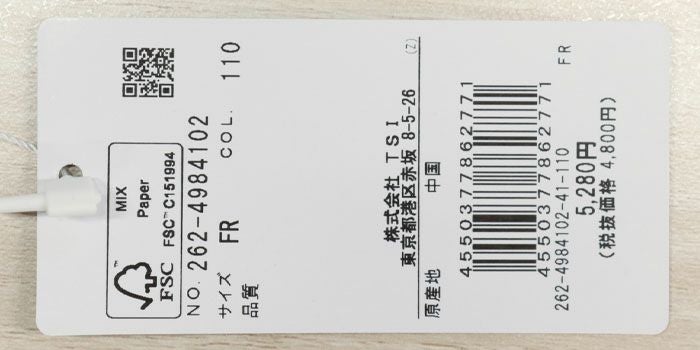 MIX
Paper
FSC™ C151994
FSC
NO. 262-4984102
サイズ FR COL. 110
品質
株式会社 TSI
東京都港区赤坂 8-5-26 (Z)
原産地 中国
4550377862771
4550377862771
262-4984102-41-110 FR
5,280円
(税抜価格 4,800円)